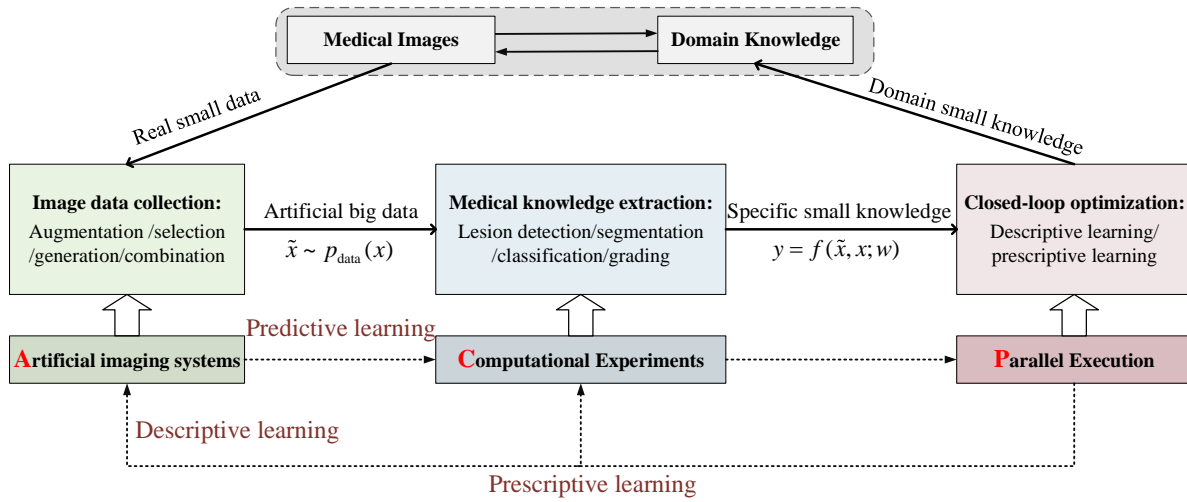 Medical Images
Domain Knowledge
Real small data
Domain small knowledge
Image data collection:
Augmentation /selection
/generation/combination
Artificial big data
x̃ ~ p_data(x)
Medical knowledge extraction:
Lesion detection/segmentation
/classification/grading
Specific small knowledge
y = f(x̃, x; w)
Closed-loop optimization:
Descriptive learning/
prescriptive learning
Artificial imaging systems
Predictive learning
Computational Experiments
Parallel Execution
Descriptive learning
Prescriptive learning